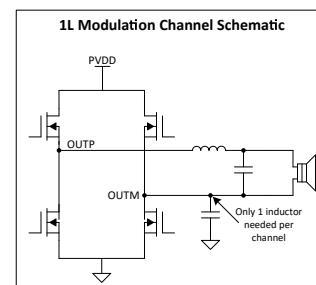 1L Modulation Channel Schematic
PVDD
OUTP
OUTM
Only 1 inductor
needed per
channel